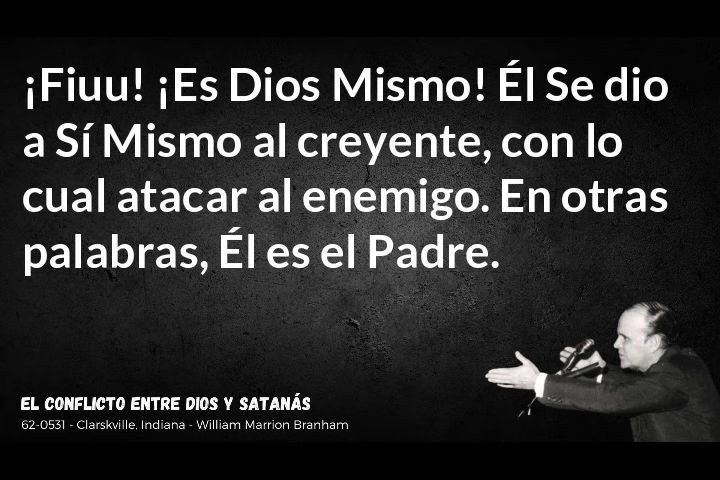 ¡Fiuu! ¡Es Dios Mismo! Él Se dio
a Sí Mismo al creyente, con lo
cual atacar al enemigo. En otras
palabras, Él es el Padre.
EL CONFLICTO ENTRE DIOS Y SATANÁS
62-0531 - Clarskville, Indiana - William Marrion Branham